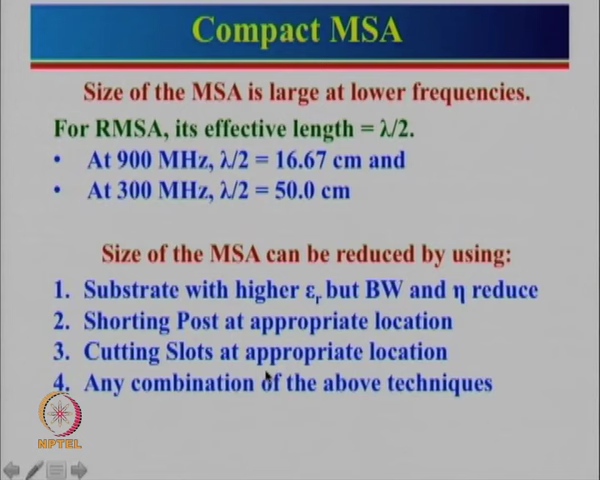 Compact MSA
Size of the MSA is large at lower frequencies.
For RMSA, its effective length = λ/2.
• At 900 MHz, λ/2 = 16.67 cm and
• At 300 MHz, λ/2 = 50.0 cm
Size of the MSA can be reduced by using:
1. Substrate with higher εr but BW and η reduce
2. Shorting Post at appropriate location
3. Cutting Slots at appropriate location
4. Any combination of the above techniques
NPTEL